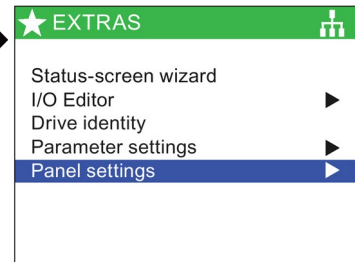 EXTRAS
Status-screen wizard
I/O Editor
Drive identity
Parameter settings
Panel settings